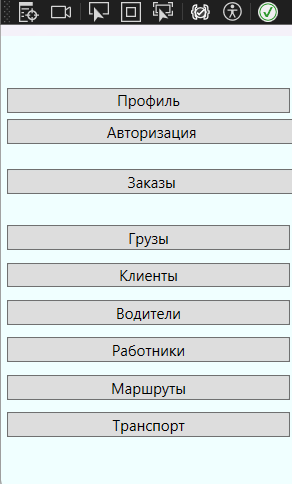 Профиль
Авторизация
Заказы
Грузы
Клиенты
Водители
Работники
Маршруты
Транспорт